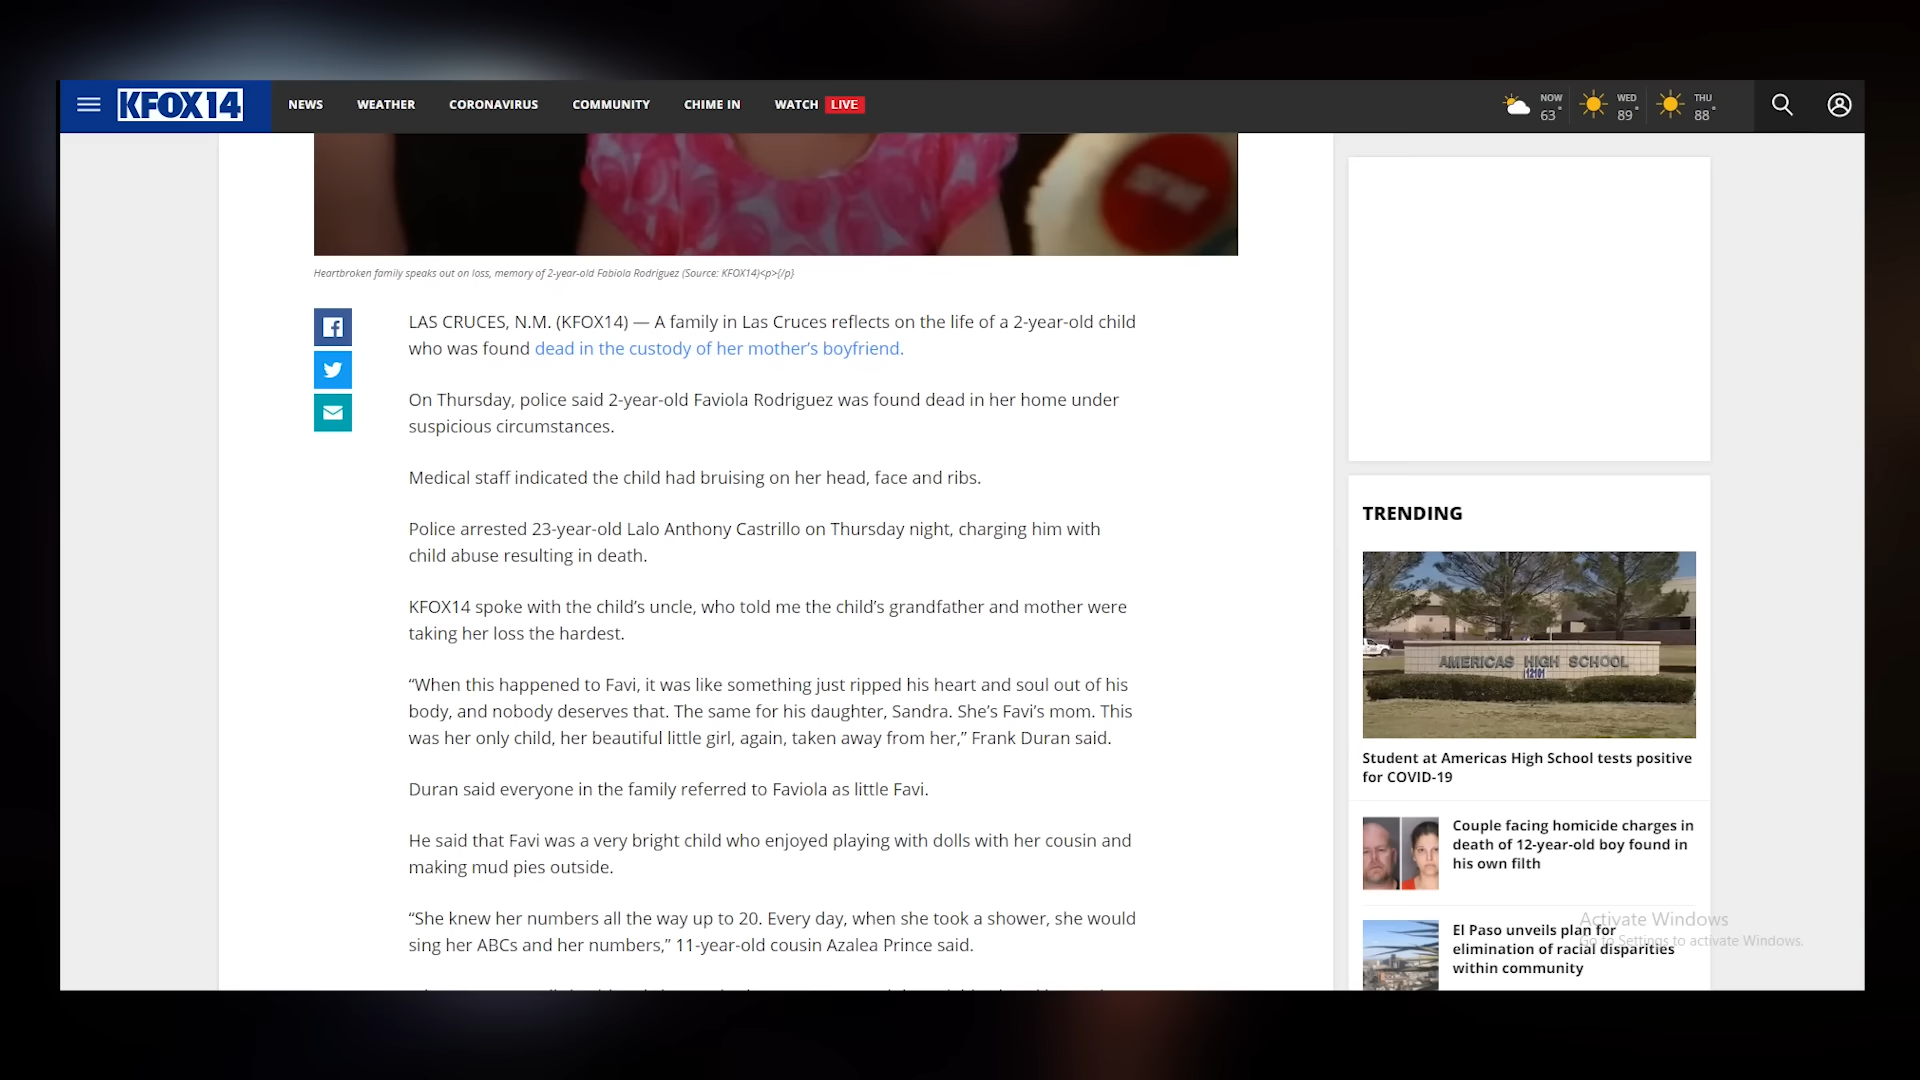 KFOX14
NEWS
WEATHER
CORONAVIRUS
COMMUNITY
CHIME IN
WATCH LIVE
NOW
63°
WED
89°
THU
88°
Heartbroken family speaks out on loss, memory of 2-year-old Fabiola Rodriguez (Source: KFOX14)<p>{/p}
LAS CRUCES, N.M. (KFOX14) — A family in Las Cruces reflects on the life of a 2-year-old child
who was found dead in the custody of her mother’s boyfriend.
On Thursday, police said 2-year-old Faviola Rodriguez was found dead in her home under
suspicious circumstances.
Medical staff indicated the child had bruising on her head, face and ribs.
Police arrested 23-year-old Lalo Anthony Castrillo on Thursday night, charging him with
child abuse resulting in death.
KFOX14 spoke with the child’s uncle, who told me the child’s grandfather and mother were
taking her loss the hardest.
“When this happened to Favi, it was like something just ripped his heart and soul out of his
body, and nobody deserves that. The same for his daughter, Sandra. She’s Favi’s mom. This
was her only child, her beautiful little girl, again, taken away from her,” Frank Duran said.
Duran said everyone in the family referred to Faviola as little Favi.
He said that Favi was a very bright child who enjoyed playing with dolls with her cousin and
making mud pies outside.
“She knew her numbers all the way up to 20. Every day, when she took a shower, she would
sing her ABCs and her numbers,” 11-year-old cousin Azalea Prince said.
TRENDING
AMERICAS HIGH SCHOOL
12101
Student at Americas High School tests positive
for COVID-19
Couple facing homicide charges in
death of 12-year-old boy found in
his own filth
El Paso unveils plan for
elimination of racial disparities
within community
Activate Windows
Go to Settings to activate Windows.